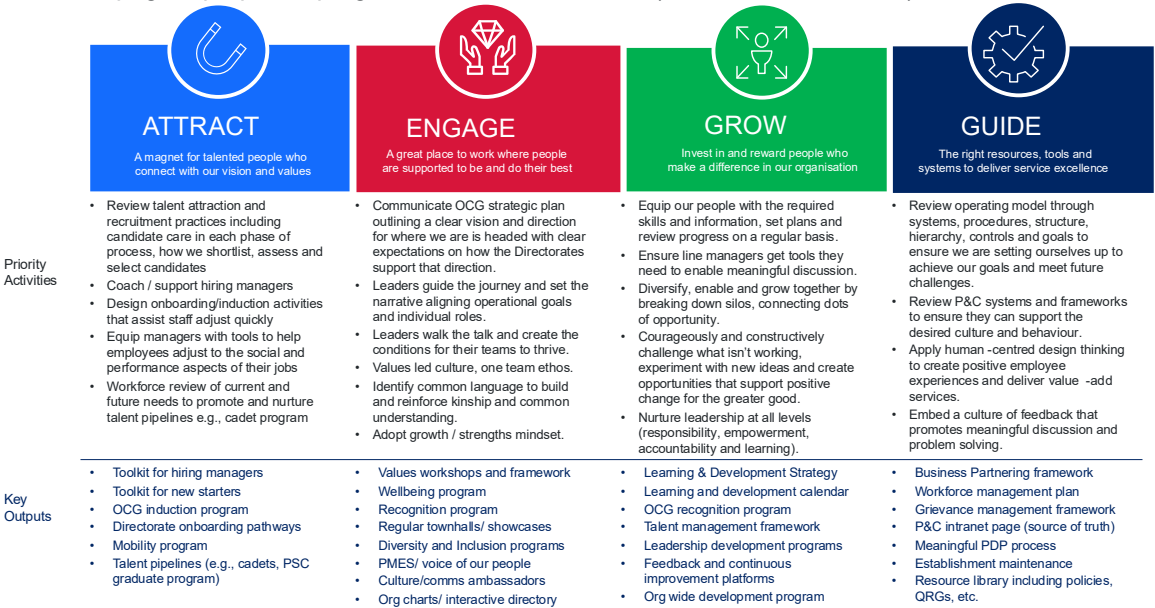 ATTRACT
A magnet for talented people who
connect with our vision and values
ENGAGE
A great place to work where people
are supported to be and do their best
GROW
Invest in and reward people who
make a difference in our organisation
GUIDE
The right resources, tools and
systems to deliver service excellence
Priority
Activities
• Review talent attraction and
recruitment practices including
candidate care in each phase of
process, how we shortlist, assess and
select candidates
• Coach / support hiring managers
• Design onboarding/induction activities
that assist staff adjust quickly
• Equip managers with tools to help
employees adjust to the social and
performance aspects of their jobs
• Workforce review of current and
future needs to promote and nurture
talent pipelines e.g., cadet program
• Communicate OCG strategic plan
outlining a clear vision and direction
for where we are is headed with clear
expectations on how the Directorates
support that direction.
• Leaders guide the journey and set the
narrative aligning operational goals
and individual roles.
• Leaders walk the talk and create the
conditions for their teams to thrive.
• Values led culture, one team ethos.
• Identify common language to build
and reinforce kinship and common
understanding.
• Adopt growth / strengths mindset.
• Equip our people with the required
skills and information, set plans and
review progress on a regular basis.
• Ensure line managers get tools they
need to enable meaningful discussion.
• Diversify, enable and grow together by
breaking down silos, connecting dots
of opportunity.
• Courageously and constructively
challenge what isn't working,
experiment with new ideas and create
opportunities that support positive
change for the greater good.
• Nurture leadership at all levels
(responsibility, empowerment,
accountability and learning).
• Review operating model through
systems, procedures, structure,
hierarchy, controls and goals to
ensure we are setting ourselves up to
achieve our goals and meet future
challenges.
• Review P&C systems and frameworks
to ensure they can support the
desired culture and behaviour.
• Apply human -centred design thinking
to create positive employee
experiences and deliver value -add
services.
• Embed a culture of feedback that
promotes meaningful discussion and
problem solving.
Key
Outputs
• Toolkit for hiring managers
• Toolkit for new starters
• OCG induction program
• Directorate onboarding pathways
• Mobility program
• Talent pipelines (e.g., cadets, PSC
graduate program)
• Values workshops and framework
• Wellbeing program
• Recognition program
• Regular townhalls/ showcases
• Diversity and Inclusion programs
• PMES/ voice of our people
• Culture/comms ambassadors
• Org charts/ interactive directory
• Learning & Development Strategy
• Learning and development calendar
• OCG recognition program
• Talent management framework
• Leadership development programs
• Feedback and continuous
improvement platforms
• Org wide development program
• Business Partnering framework
• Workforce management plan
• Grievance management framework
• P&C intranet page (source of truth)
• Meaningful PDP process
• Establishment maintenance
• Resource library including policies,
QRGs, etc.